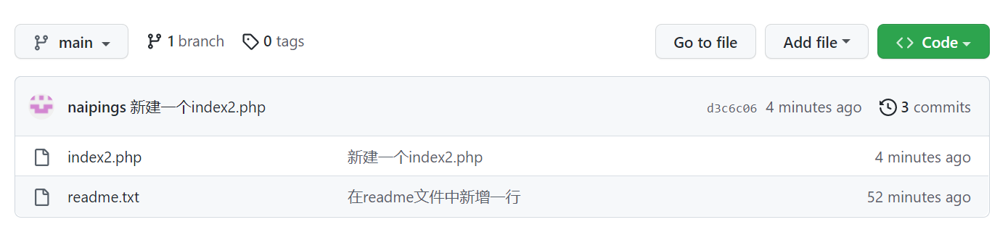 main 1 branch 0 tags Go to file Add file Code
naipings 新建一个index2.php d3c6c06 4 minutes ago 3 commits
index2.php 新建一个index2.php 4 minutes ago
readme.txt 在readme文件中新增一行 52 minutes ago